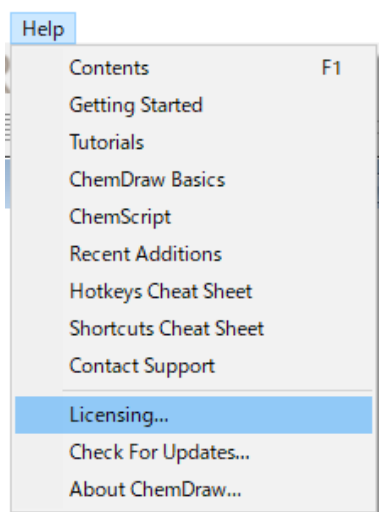 Help
Contents F1
Getting Started
Tutorials
ChemDraw Basics
ChemScript
Recent Additions
Hotkeys Cheat Sheet
Shortcuts Cheat Sheet
Contact Support
Licensing...
Check For Updates...
About ChemDraw...